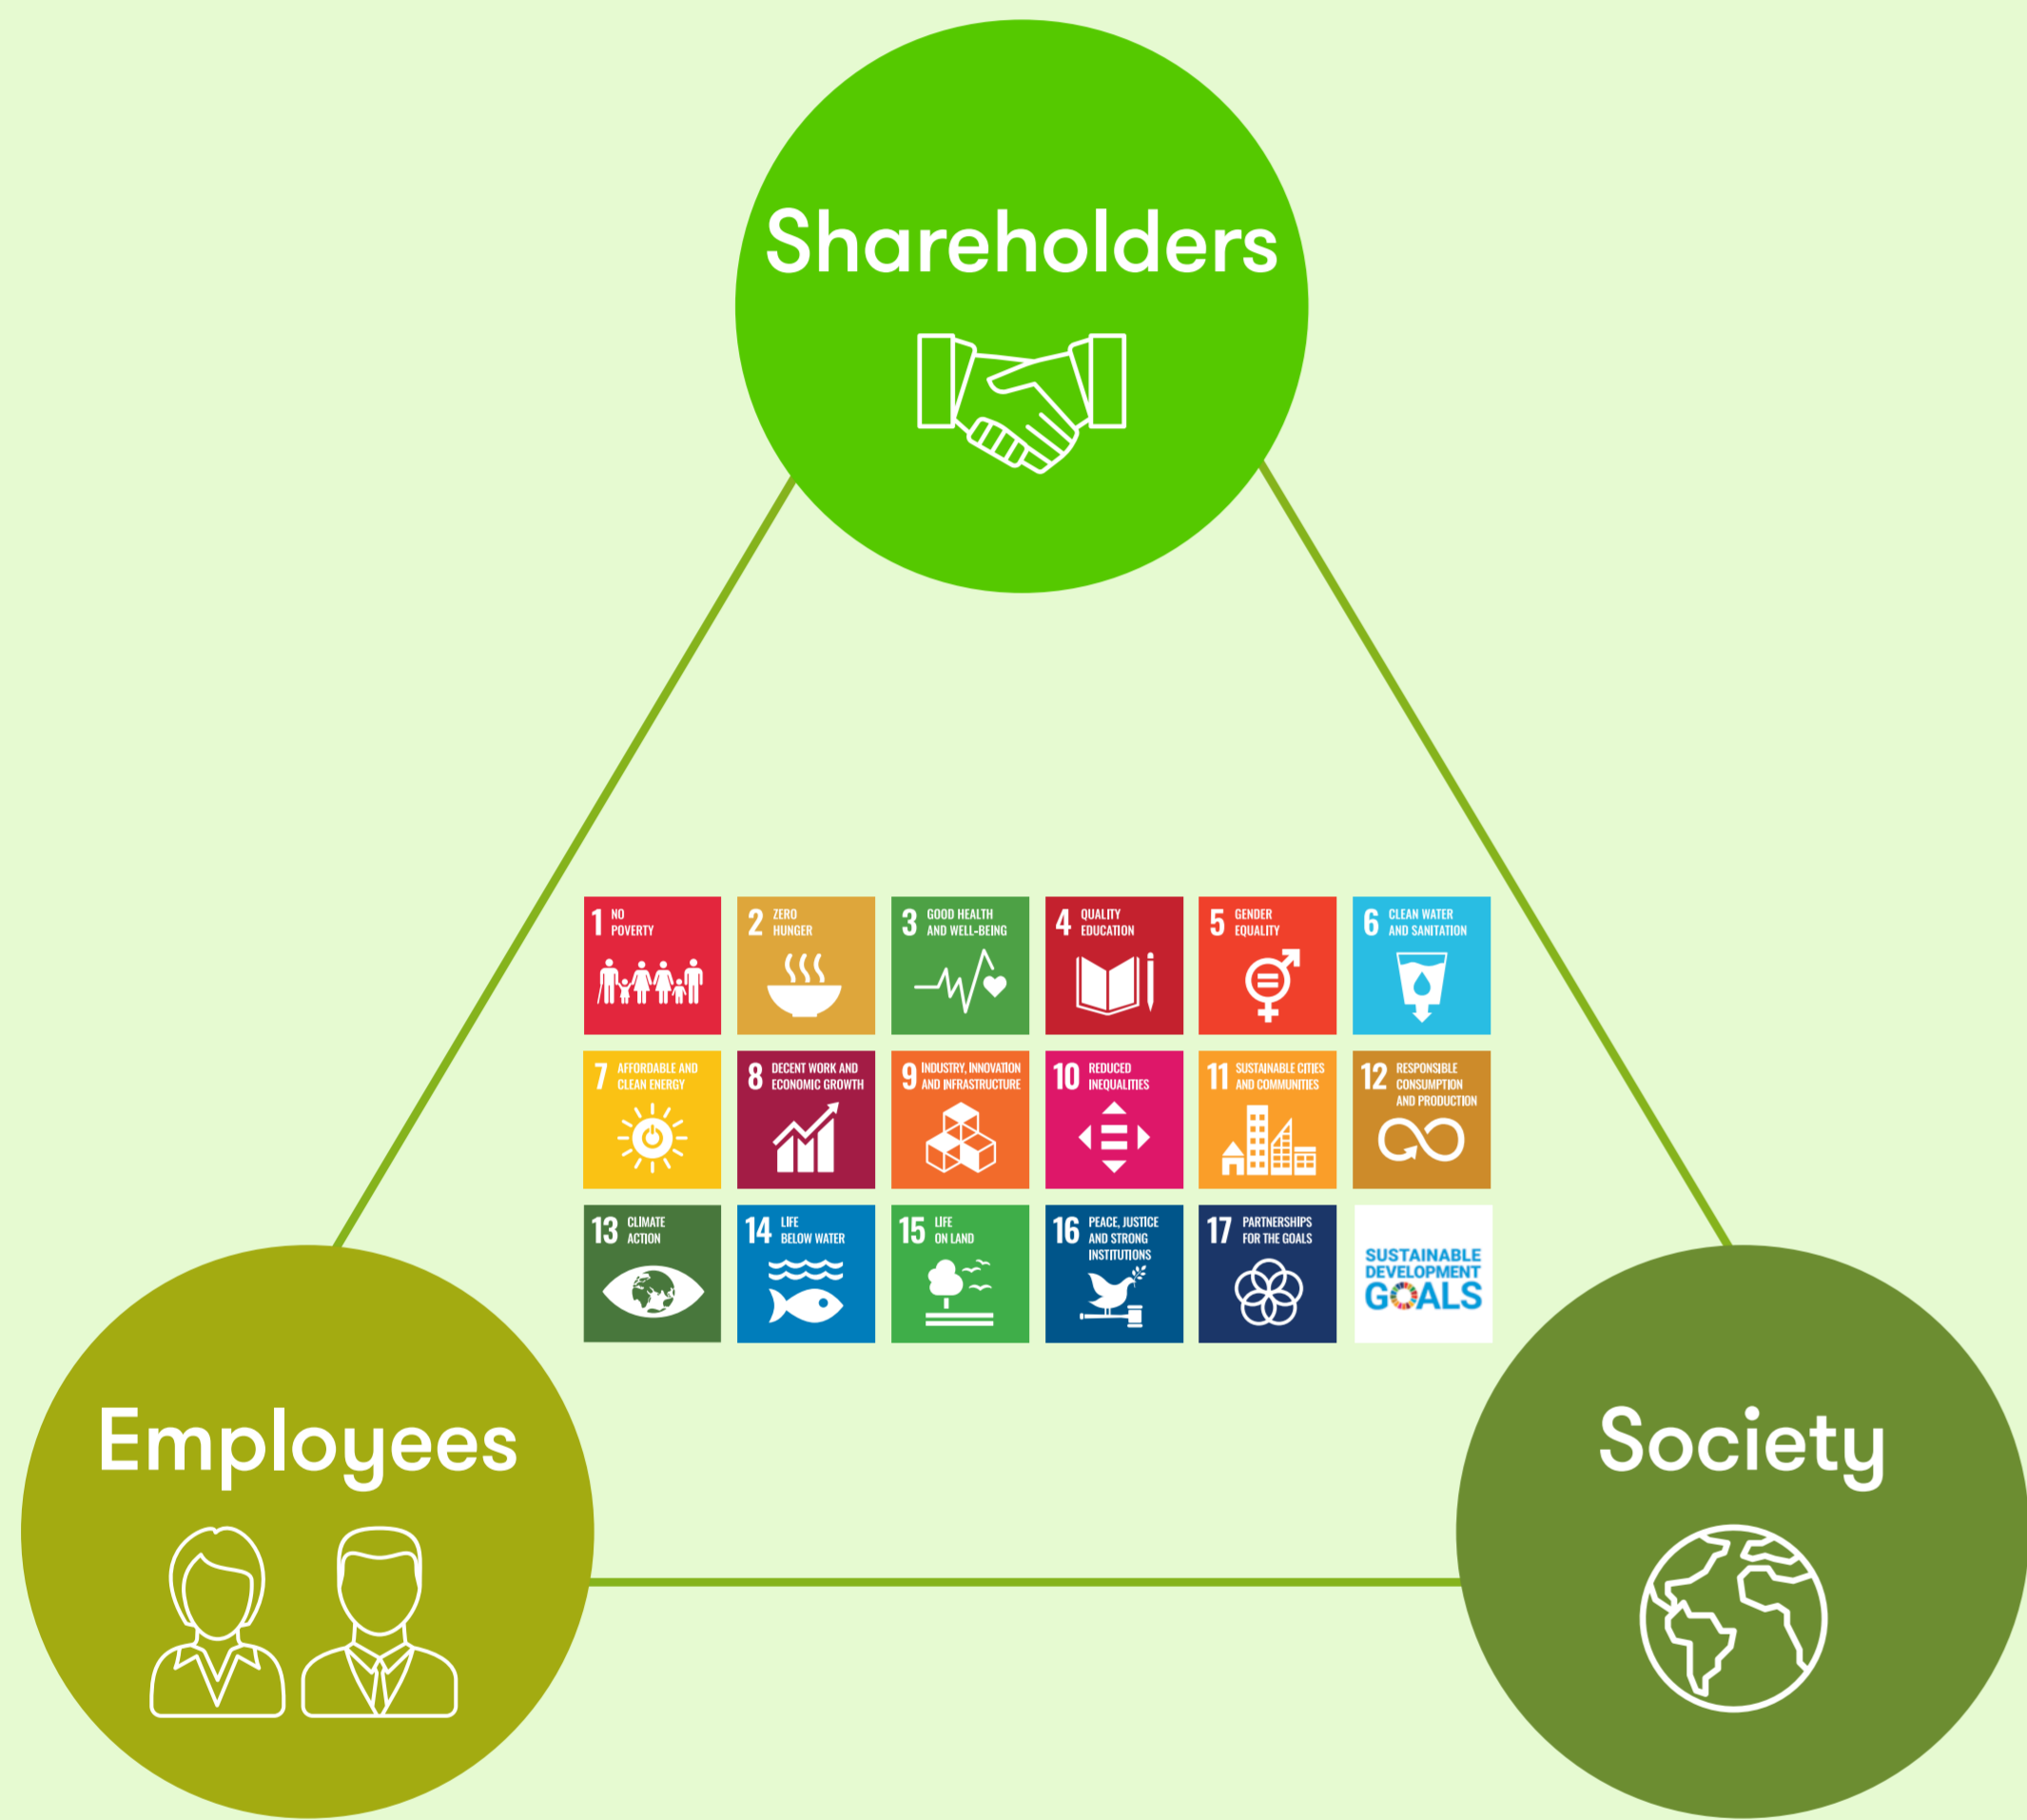 Shareholders
1 NO
POVERTY
2 ZERO
HUNGER
3 GOOD HEALTH
AND WELL-BEING
4 QUALITY
EDUCATION
5 GENDER
EQUALITY
6 CLEAN WATER
AND SANITATION
7 AFFORDABLE AND
CLEAN ENERGY
8 DECENT WORK AND
ECONOMIC GROWTH
9 INDUSTRY, INNOVATION
AND INFRASTRUCTURE
10 REDUCED
INEQUALITIES
11 SUSTAINABLE CITIES
AND COMMUNITIES
12 RESPONSIBLE
CONSUMPTION
AND PRODUCTION
13 CLIMATE
ACTION
14 LIFE
BELOW WATER
15 LIFE
ON LAND
16 PEACE, JUSTICE
AND STRONG
INSTITUTIONS
17 PARTNERSHIPS
FOR THE GOALS
SUSTAINABLE
DEVELOPMENT
GOALS
Employees
Society